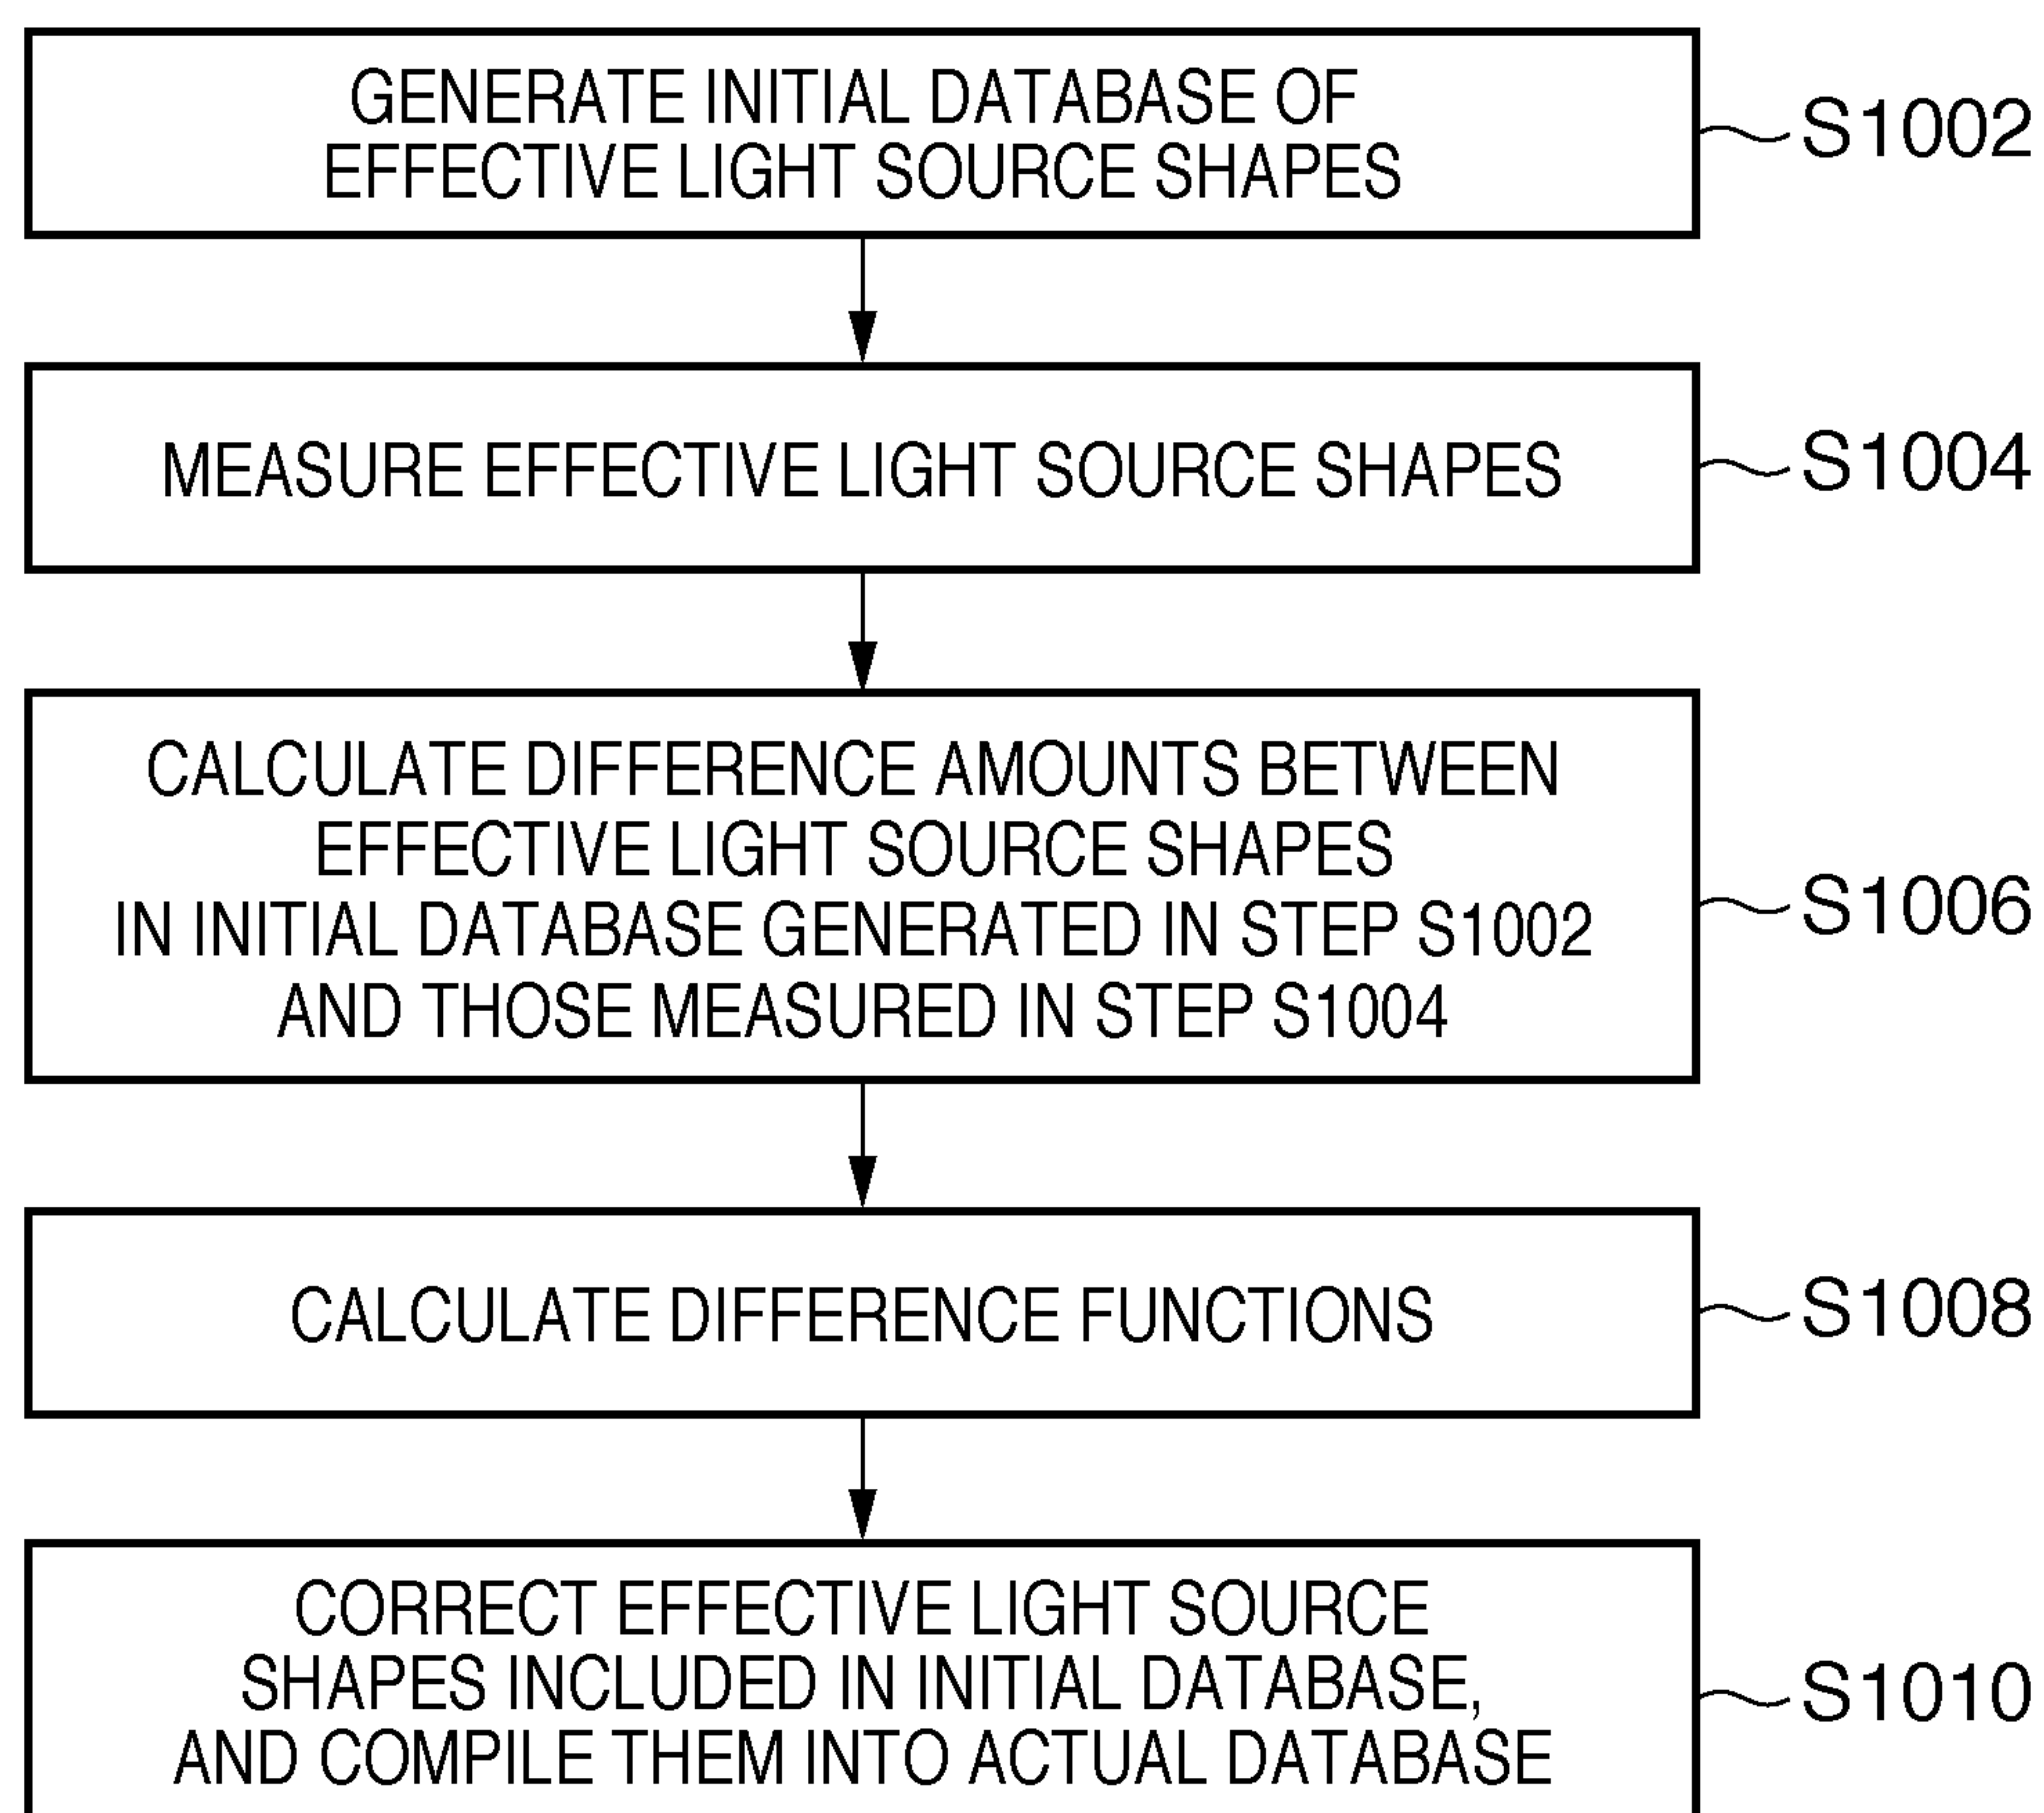 GENERATE INITIAL DATABASE OF
EFFECTIVE LIGHT SOURCE SHAPES
S1002
MEASURE EFFECTIVE LIGHT SOURCE SHAPES
S1004
CALCULATE DIFFERENCE AMOUNTS BETWEEN
EFFECTIVE LIGHT SOURCE SHAPES
IN INITIAL DATABASE GENERATED IN STEP S1002
AND THOSE MEASURED IN STEP S1004
S1006
CALCULATE DIFFERENCE FUNCTIONS
S1008
CORRECT EFFECTIVE LIGHT SOURCE
SHAPES INCLUDED IN INITIAL DATABASE,
AND COMPILE THEM INTO ACTUAL DATABASE
S1010